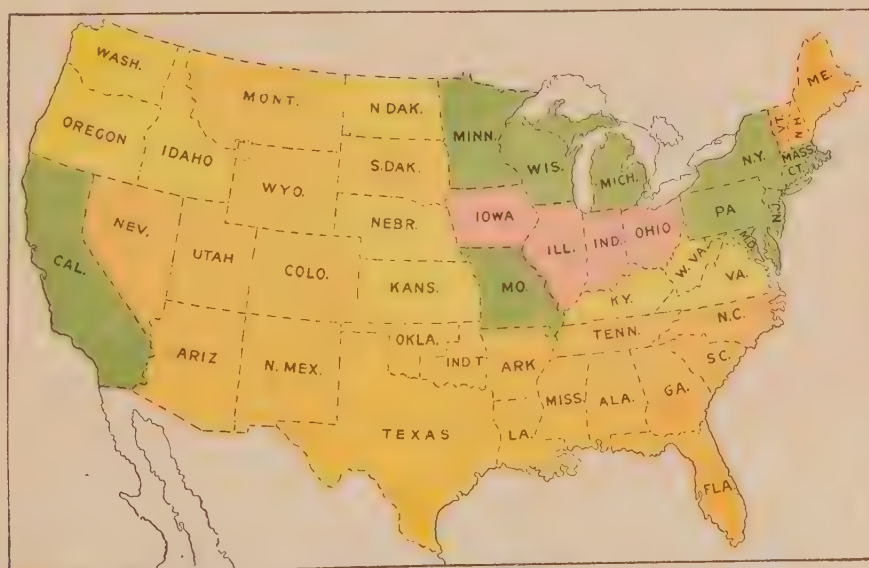 WASH.
MONT.
N DAK.
MINN.
ME.
OREGON
IDAHO
S.DAK.
WIS.
MICH.
N.Y.
VT.
N H
MASS.
CT.
WYO.
NEBR.
IOWA
ILL.
IND.
OHIO
PA
N.J.
MD.
NEV.
UTAH
COLO.
KANS.
MO.
KY.
W. VA.
VA.
CAL.
ARIZ
N. MEX.
OKLA.
IND T
ARK
TENN.
N.C.
S C.
TEXAS
LA.
MISS.
ALA.
GA.
FLA.